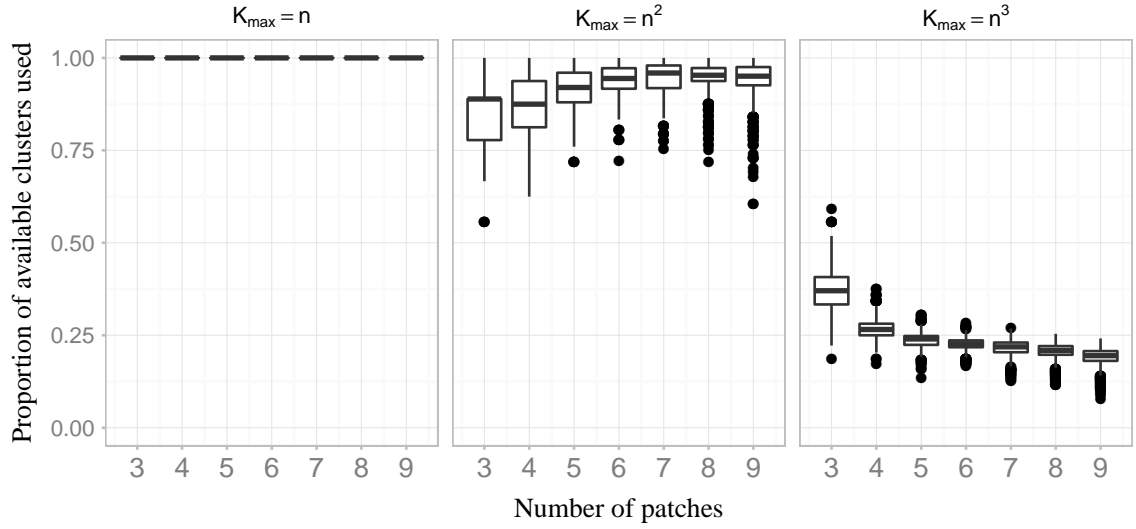 K_max = n K_max = n² K_max = n³
Proportion of available clusters used
1.00
0.75
0.50
0.25
0.00
3 4 5 6 7 8 9 3 4 5 6 7 8 9 3 4 5 6 7 8 9
Number of patches